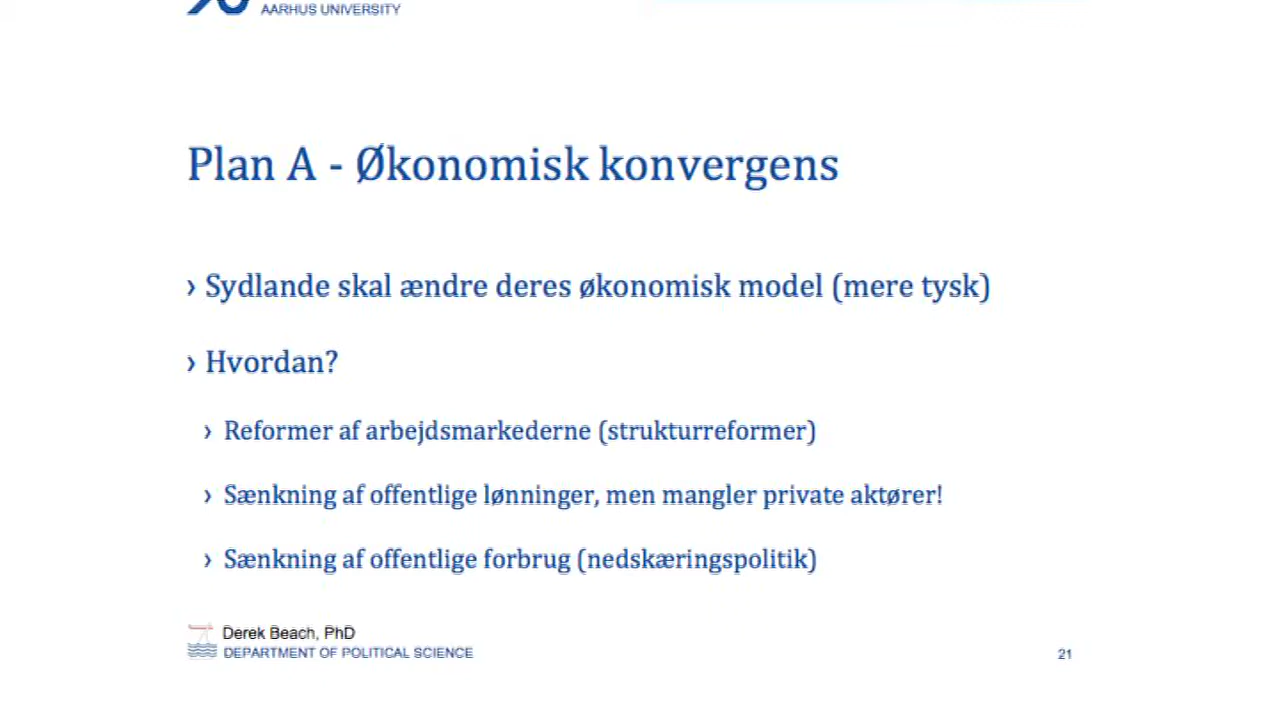 AARHUS UNIVERSITY
Plan A - Økonomisk konvergens
› Sydlande skal ændre deres økonomisk model (mere tysk)
› Hvordan?
› Reformer af arbejdsmarkederne (strukturreformer)
› Sænkning af offentlige lønninger, men mangler private aktører!
› Sænkning af offentlige forbrug (nedskæringspolitik)
Derek Beach, PhD
DEPARTMENT OF POLITICAL SCIENCE
21